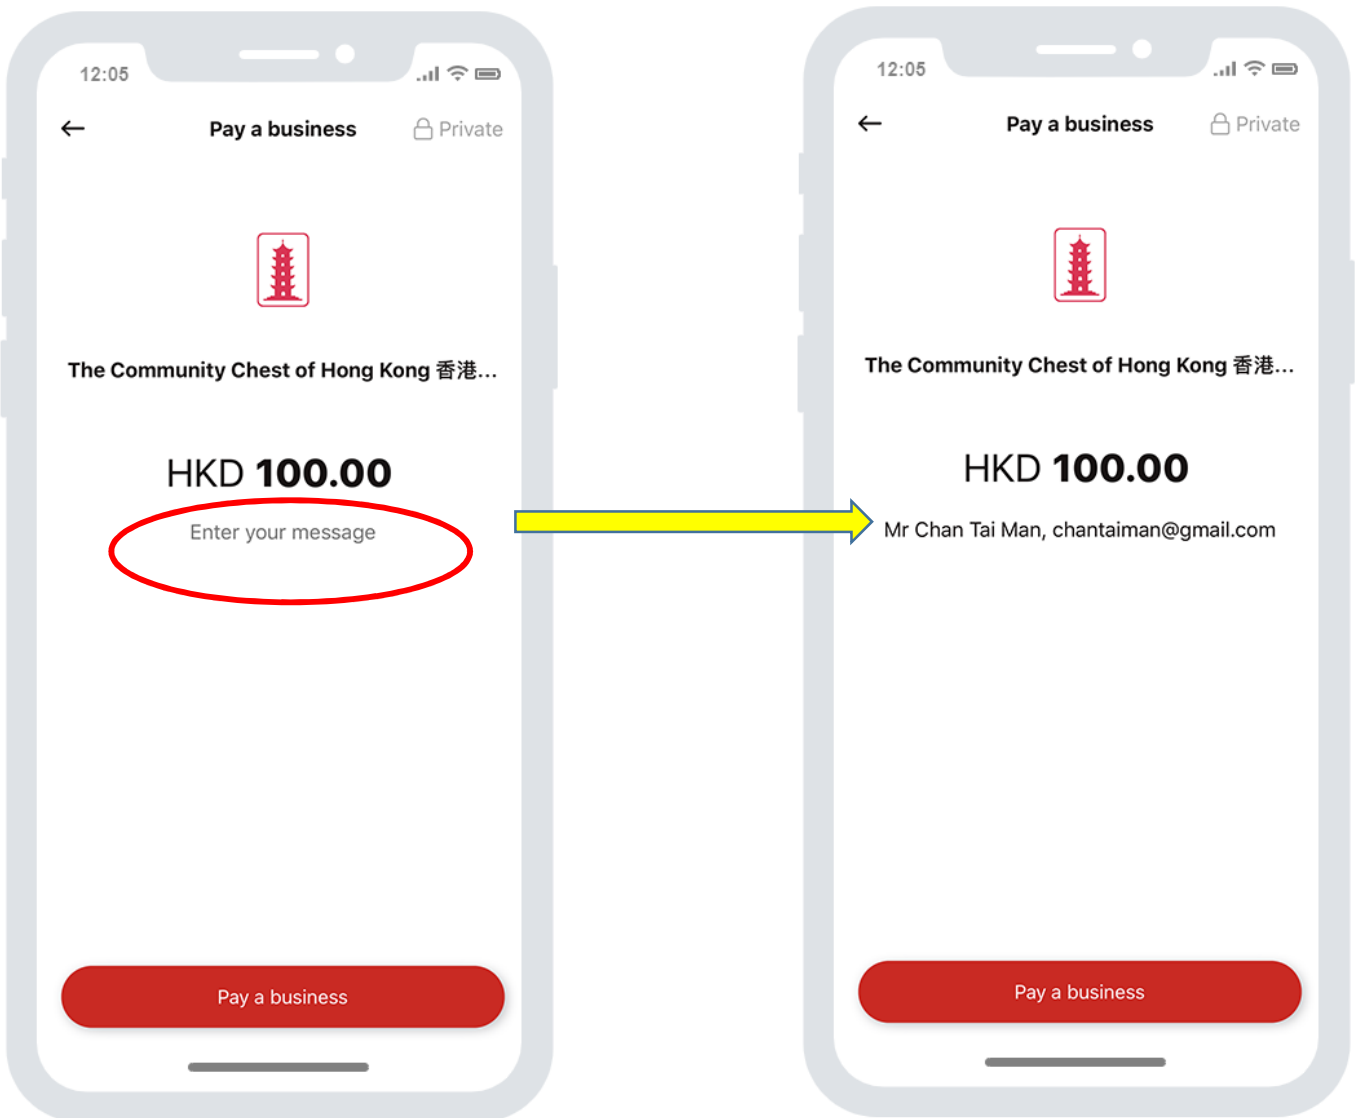 12:05
Pay a business
Private
The Community Chest of Hong Kong 香港...
HKD 100.00
Enter your message
Pay a business
12:05
Pay a business
Private
The Community Chest of Hong Kong 香港...
HKD 100.00
Mr Chan Tai Man, chantaiman@gmail.com
Pay a business